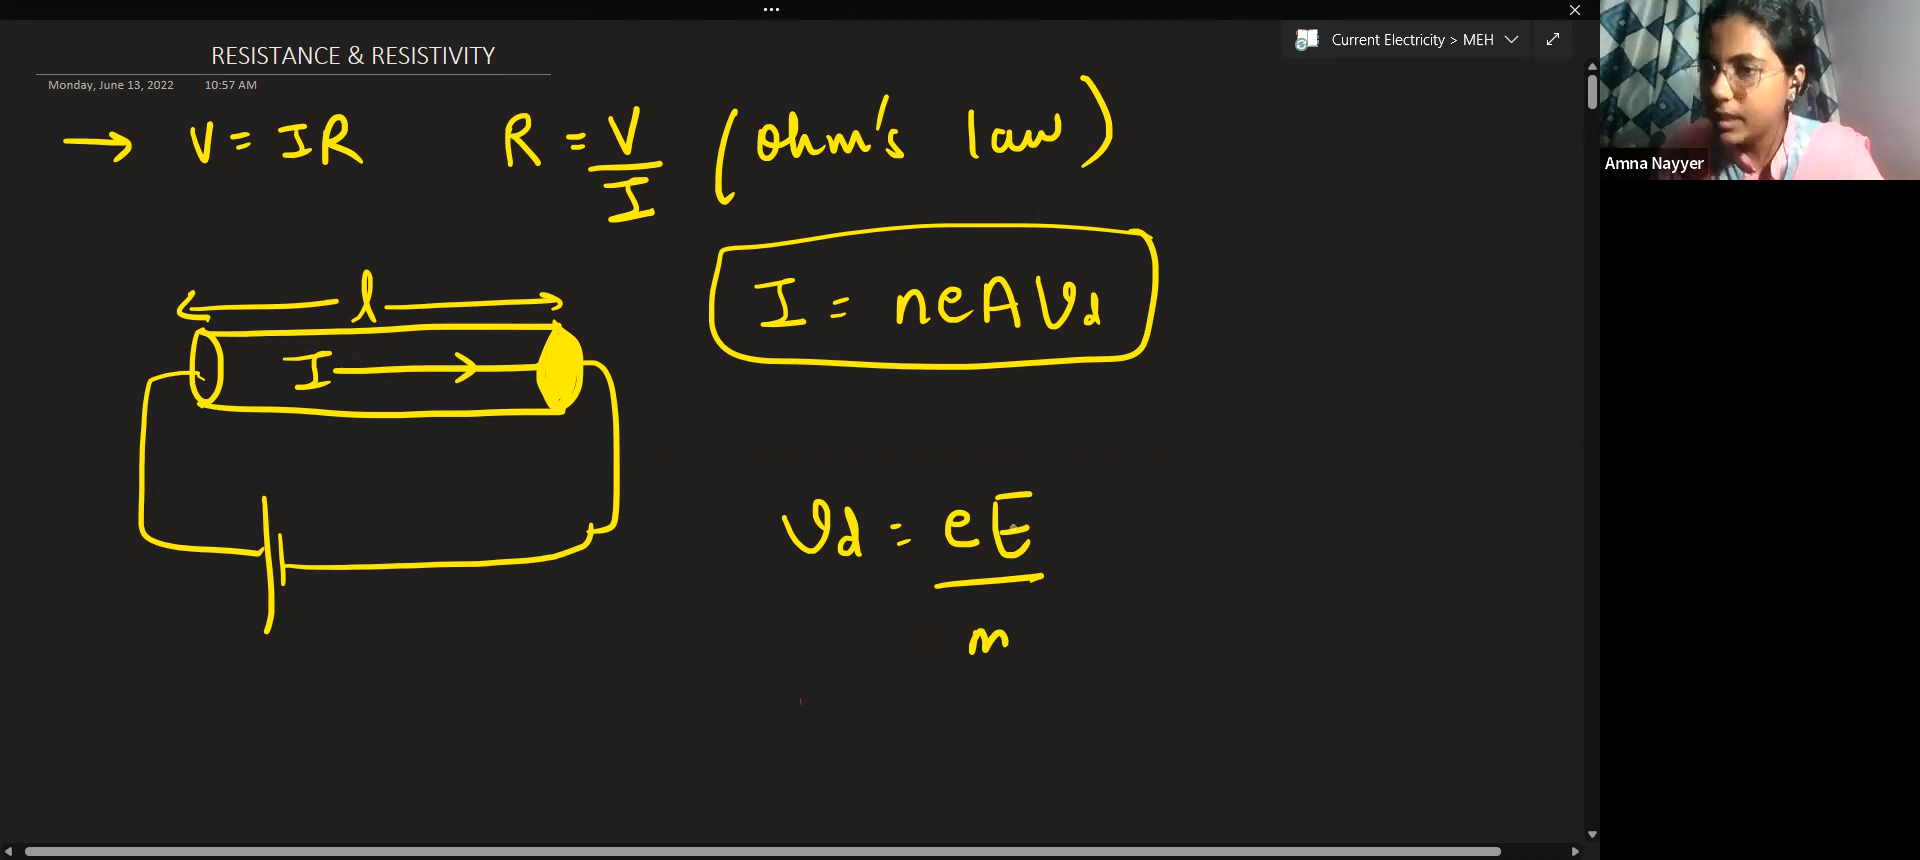 RESISTANCE & RESISTIVITY
Monday, June 13, 2022 10:57 AM
Current Electricity > MEH
Amna Nayyer
→ V = IR R = V/I (ohm's law)
I = neAVd
l
I
vd = eE
m